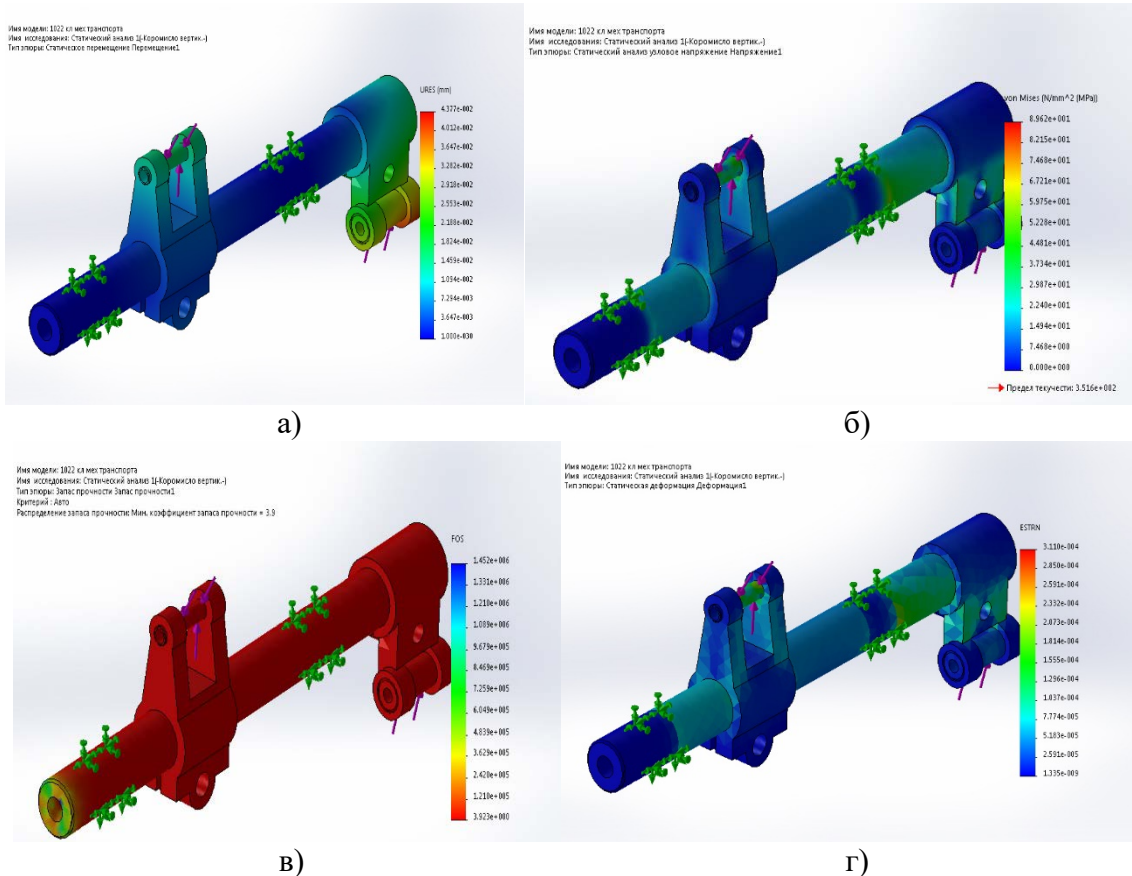 Имя модели: 1022 кл мех транспорта
Имя исследования: Статический анализ 1(-Коромисло вертик.-)
Тип эпюры: Статическое перемещение Перемещение1
URES (mm)
4.377e-002
4.012e-002
3.282e-002
2.918e-002
2.553e-002
2.188e-002
1.824e-002
1.459e-002
1.094e-002
7.294e-003
3.647e-003
1.000e-030
а)
Имя модели: 1022 кл мех транспорта
Имя исследования: Статический анализ 1(-Коромисло вертик.-)
Тип эпюры: Статический анализ узловое напряжение Напряжение1
von Mises (N/mm^2 (MPa))
8.962e+001
8.215e+001
7.468e+001
6.721e+001
5.975e+001
5.228e+001
4.481e+001
3.734e+001
2.987e+001
2.240e+001
1.494e+001
7.468e+000
0.000e+000
Предел текучести: 3.516e+002
б)
Имя модели: 1022 кл мех транспорта
Имя исследования: Статический анализ 1(-Коромисло вертик.-)
Тип эпюры: Запас прочности Запас прочности1
Критерий : Авто
Распределение запаса прочности: Мин. коэффициент запаса прочности = 3.9
FOS
1.452e+006
1.331e+006
1.210e+006
1.089e+006
9.679e+005
8.469e+005
7.259e+005
6.049e+005
4.839e+005
3.629e+005
2.420e+005
1.210e+005
3.923e+000
в)
Имя модели: 1022 кл мех транспорта
Имя исследования: Статический анализ 1(-Коромисло вертик.-)
Тип эпюры: Статическая деформация Деформация1
ESTRN
3.110e-004
2.850e-004
2.591e-004
2.332e-004
2.073e-004
1.814e-004
1.555e-004
1.296e-004
1.037e-004
7.774e-005
5.183e-005
2.591e-005
1.335e-009
г)